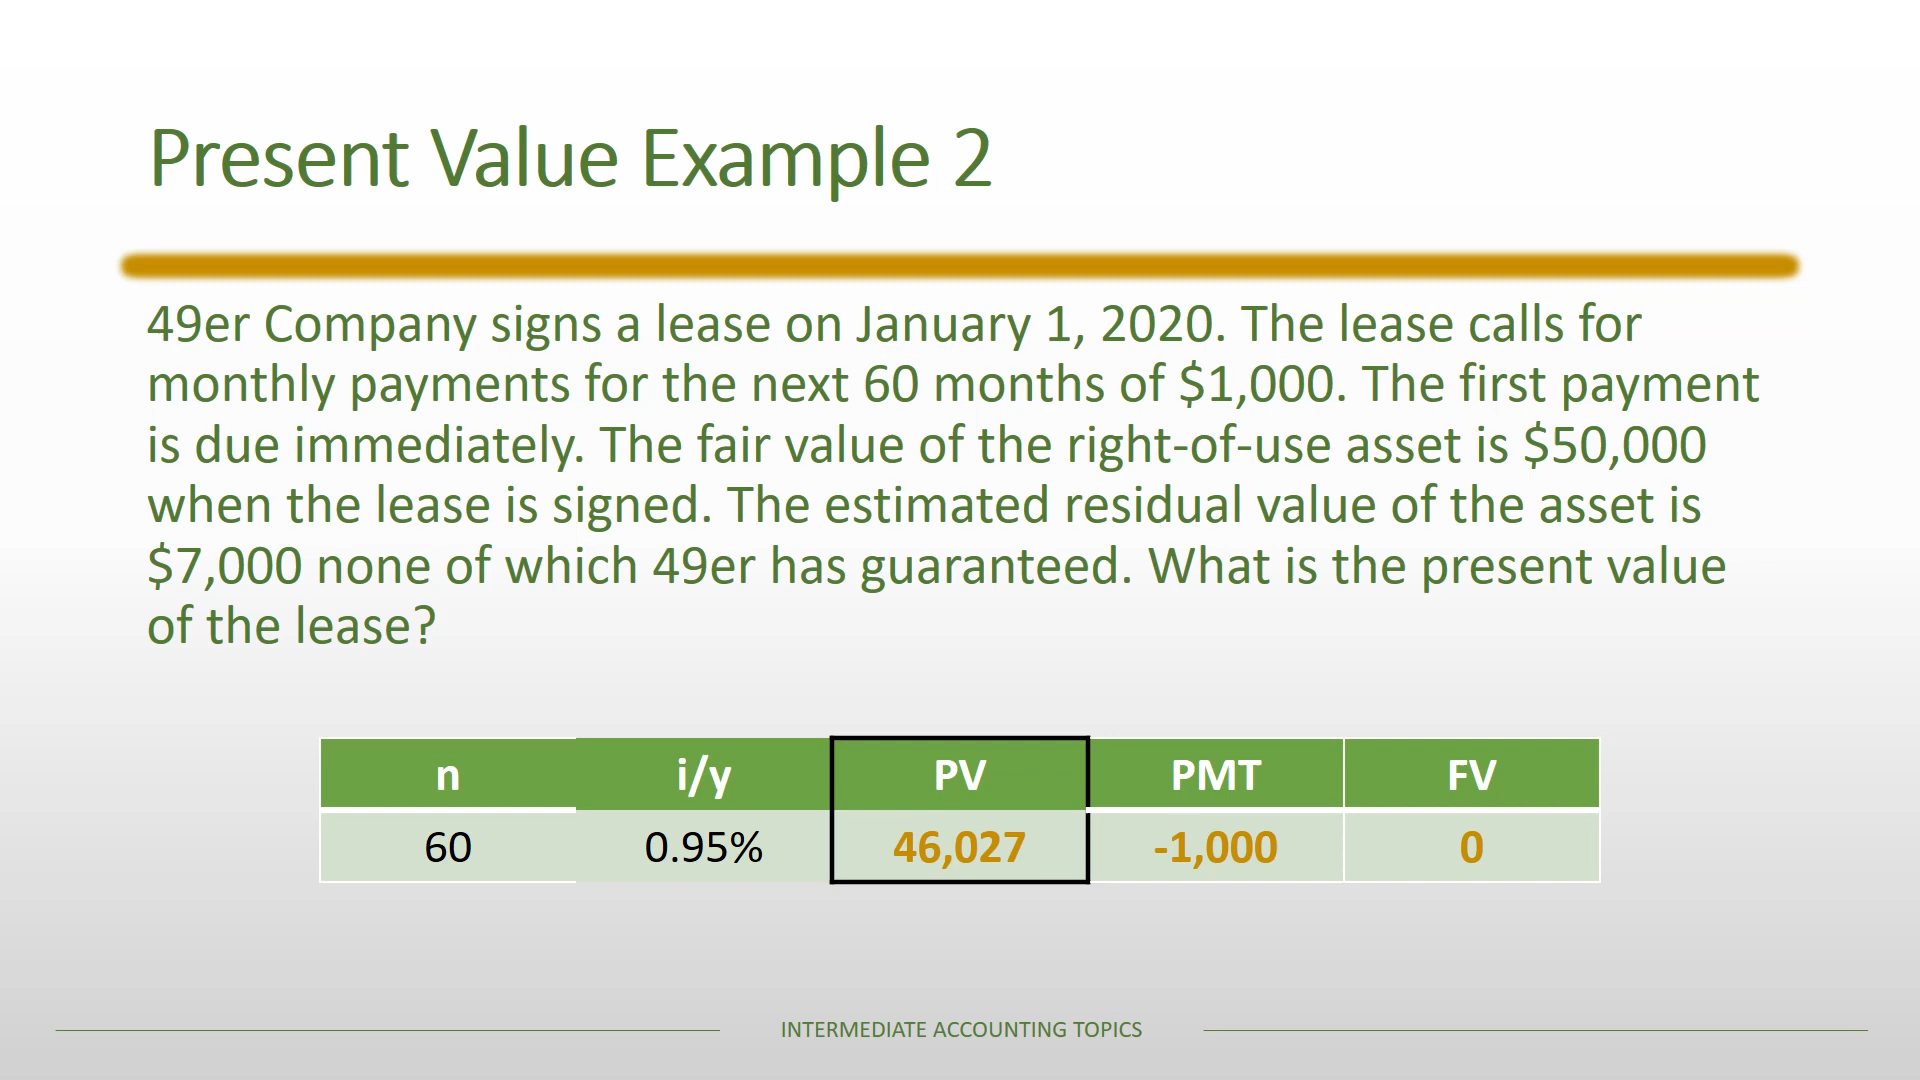 Present Value Example 2
49er Company signs a lease on January 1, 2020. The lease calls for
monthly payments for the next 60 months of $1,000. The first payment
is due immediately. The fair value of the right-of-use asset is $50,000
when the lease is signed. The estimated residual value of the asset is
$7,000 none of which 49er has guaranteed. What is the present value
of the lease?
n i/y PV PMT FV
60 0.95% 46,027 -1,000 0
INTERMEDIATE ACCOUNTING TOPICS